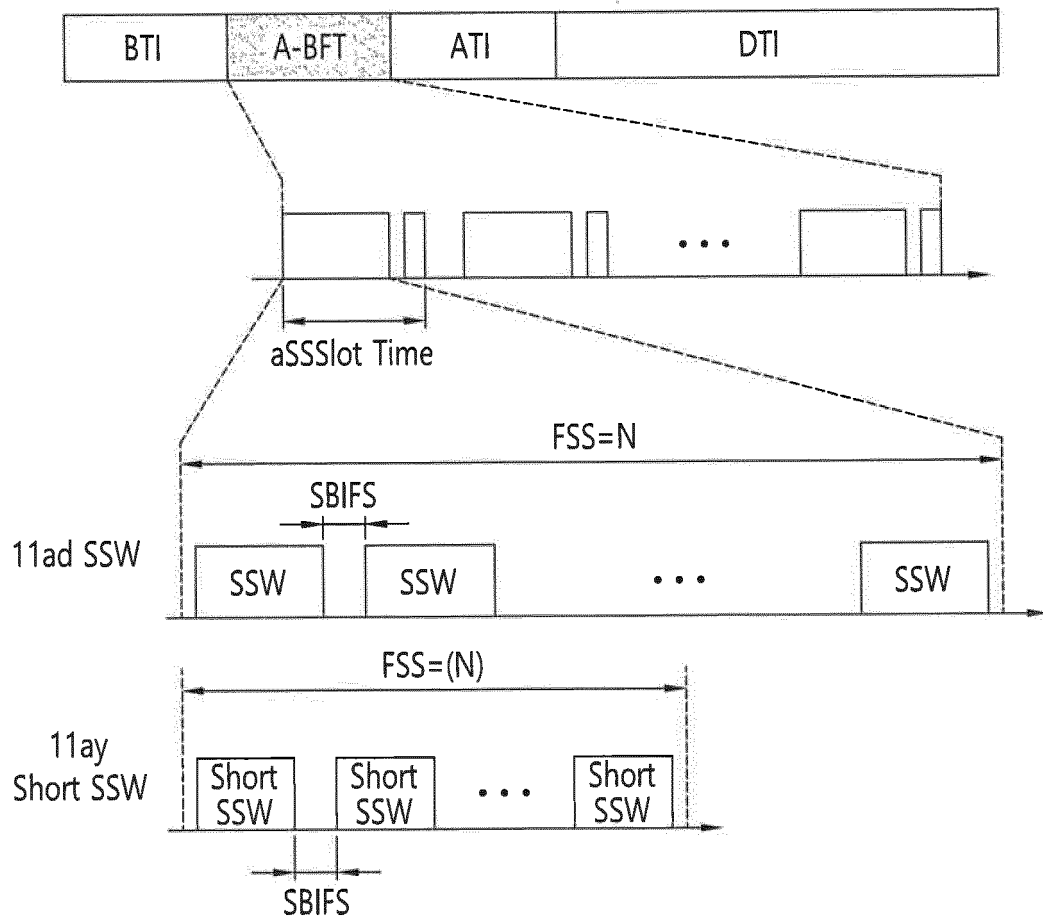 BTI
A-BFT
ATI
DTI
• • •
aSSSlot Time
FSS=N
SBIFS
11ad SSW
SSW
SSW
• • •
SSW
FSS=(N)
11ay
Short SSW
Short
SSW
Short
SSW
• • •
Short
SSW
SBIFS